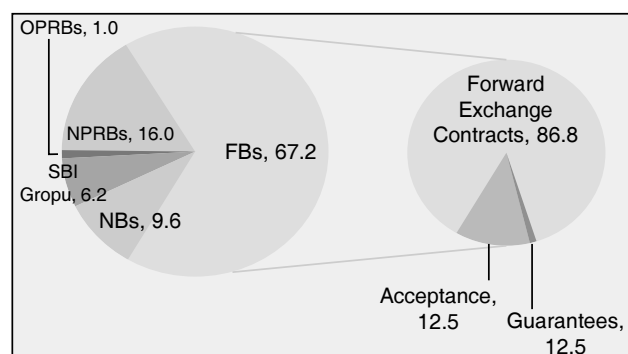 OPRBs, 1.0
NPRBs, 16.0
SBI
Gropu, 6.2
NBs, 9.6
FBs, 67.2
Forward
Exchange
Contracts, 86.8
Acceptance,
12.5
Guarantees,
12.5